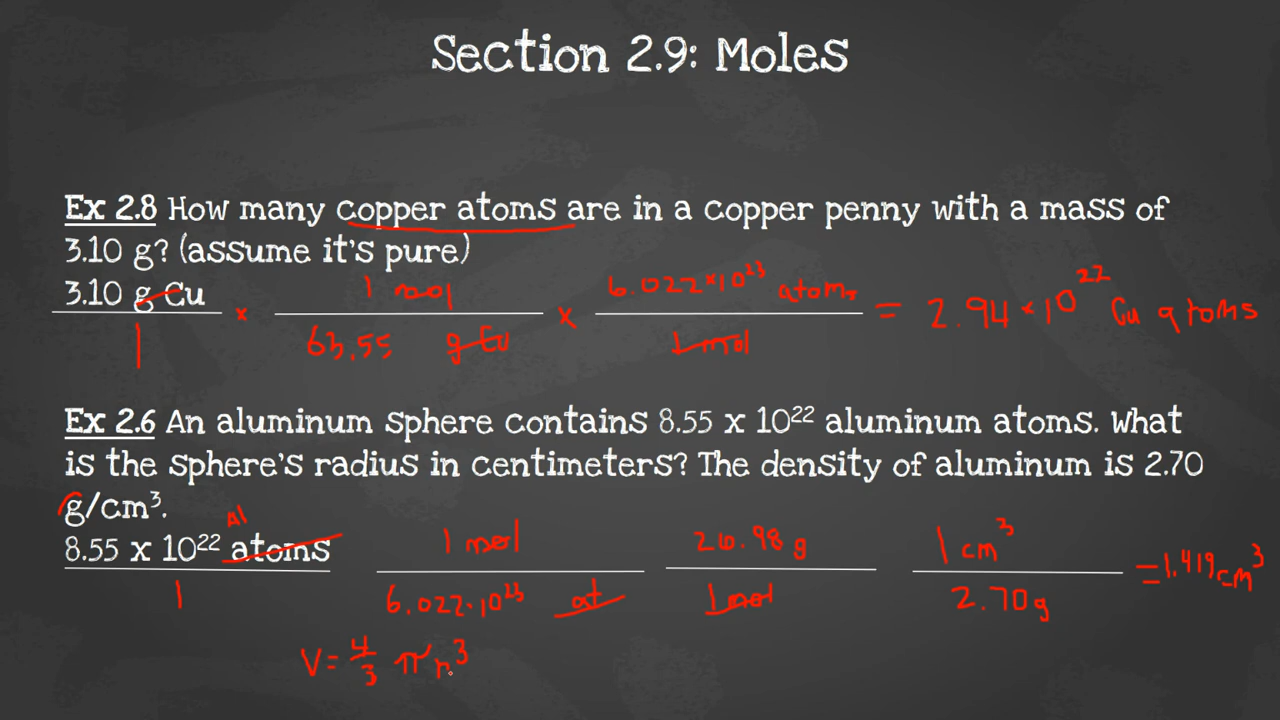 Section 2.9: Moles
Ex 2.8 How many copper atoms are in a copper penny with a mass of
3.10 g? (assume it's pure)
3.10 g Cu × 1 mol × 6.022×10²³ atoms = 2.94×10²² Cu atoms
1 63.55 g Cu 1 mol
Ex 2.6 An aluminum sphere contains 8.55 x 10²² aluminum atoms. What
is the sphere's radius in centimeters? The density of aluminum is 2.70
g/cm³.
Al
8.55 x 10²² atoms 1 mol 26.98 g 1 cm³ = 1.419 cm³
1 6.022·10²³ at 1 mol 2.70 g
V = 4/3 π r³